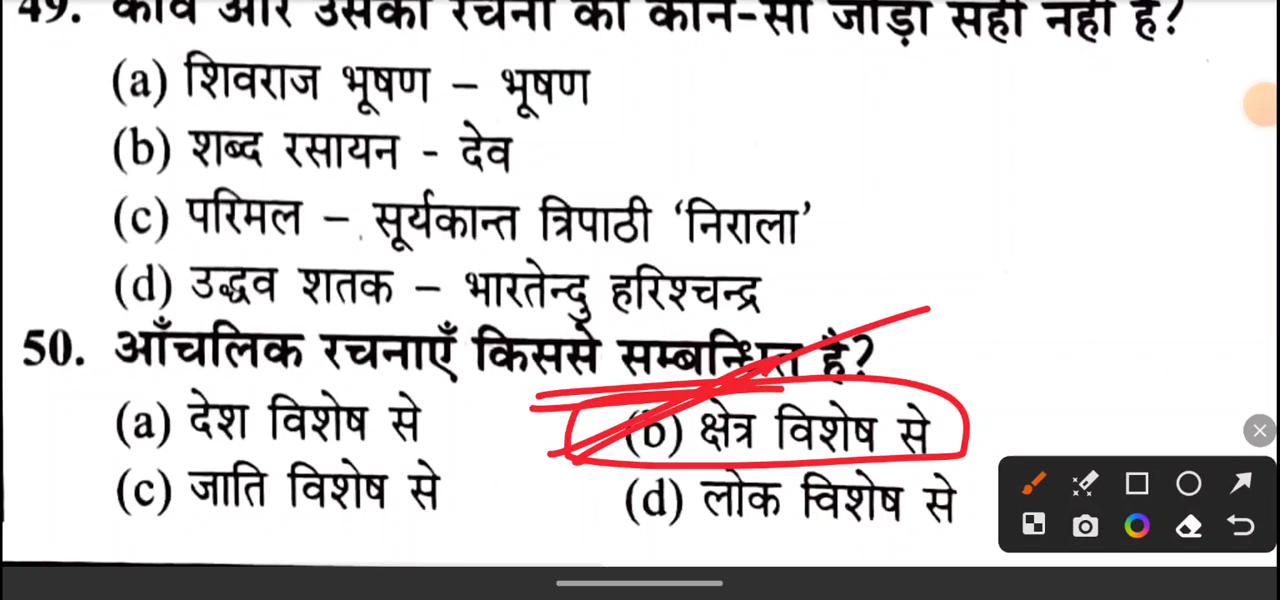 49. कवि और उसकी रचना का कौन-सा जोड़ा सही नहीं है?
(a) शिवराज भूषण – भूषण
(b) शब्द रसायन - देव
(c) परिमल – सूर्यकान्त त्रिपाठी ‘निराला’
(d) उद्धव शतक – भारतेन्दु हरिश्चन्द्र
50. आँचलिक रचनाएँ किससे सम्बन्धित है?
(a) देश विशेष से (b) क्षेत्र विशेष से
(c) जाति विशेष से (d) लोक विशेष से